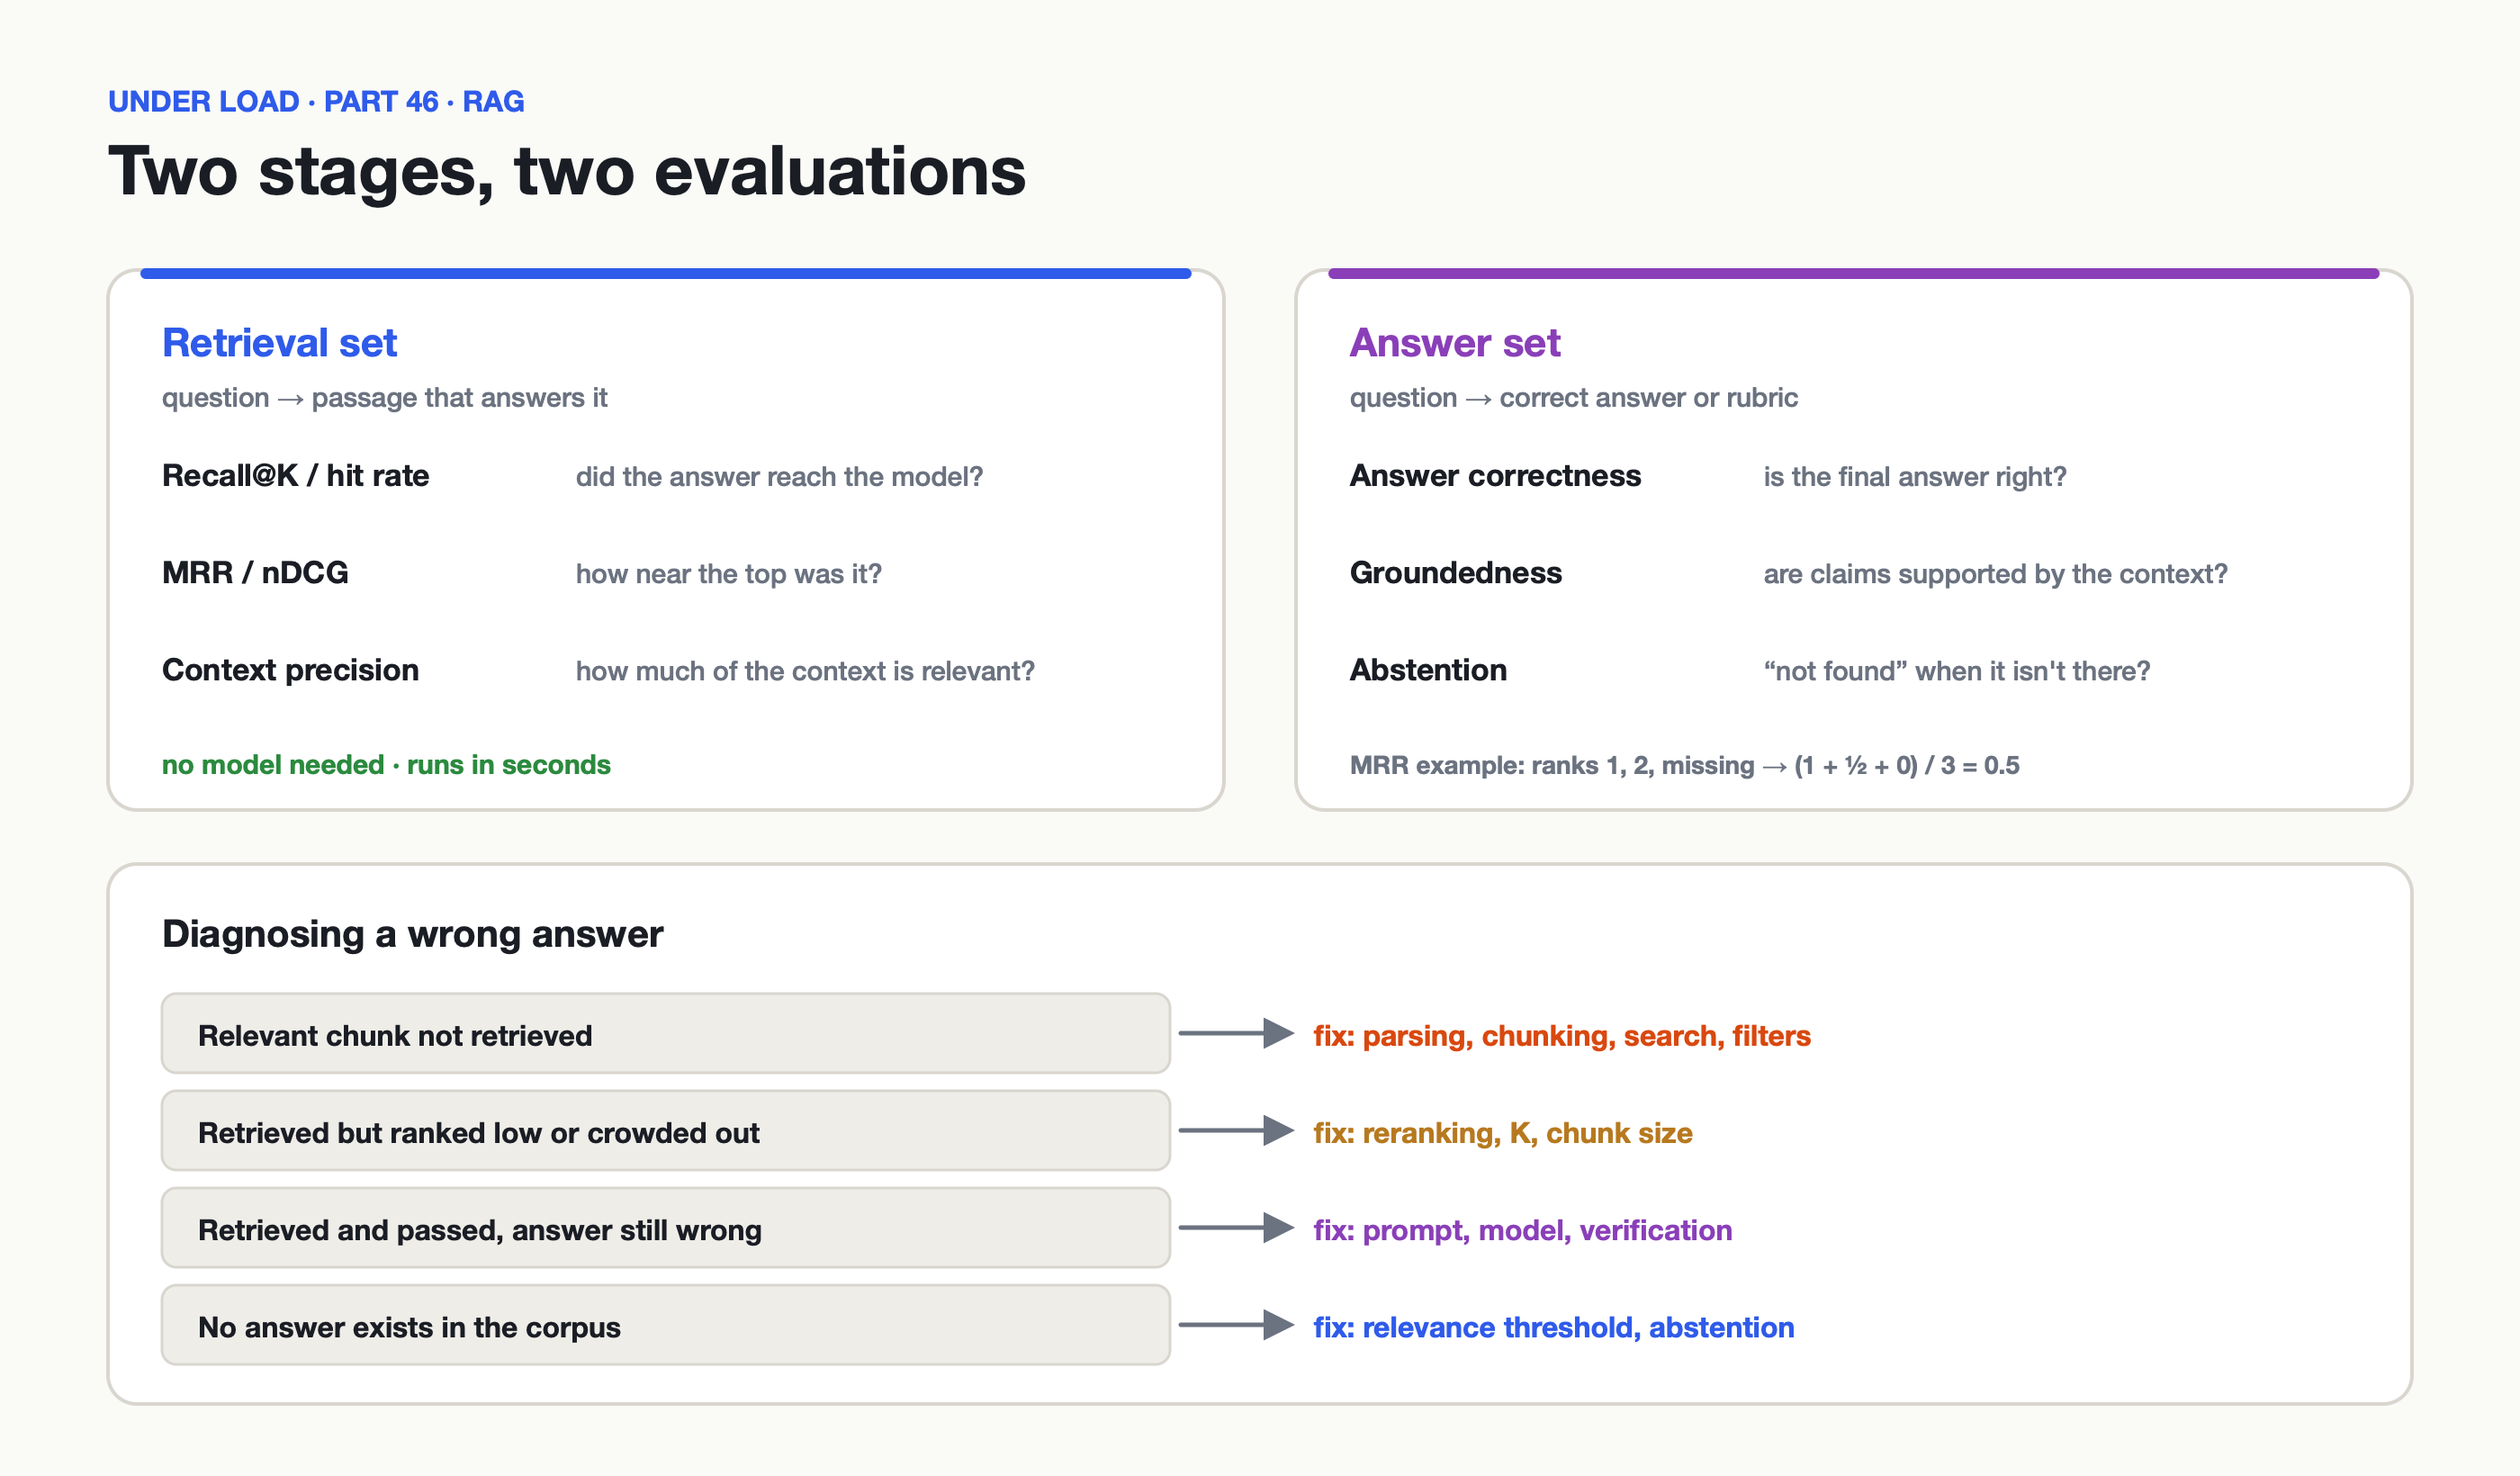 UNDER LOAD · PART 46 · RAG
Two stages, two evaluations
Retrieval set
question → passage that answers it
Recall@K / hit rate did the answer reach the model?
MRR / nDCG how near the top was it?
Context precision how much of the context is relevant?
no model needed · runs in seconds
Answer set
question → correct answer or rubric
Answer correctness is the final answer right?
Groundedness are claims supported by the context?
Abstention “not found” when it isn't there?
MRR example: ranks 1, 2, missing → (1 + ½ + 0) / 3 = 0.5
Diagnosing a wrong answer
Relevant chunk not retrieved fix: parsing, chunking, search, filters
Retrieved but ranked low or crowded out fix: reranking, K, chunk size
Retrieved and passed, answer still wrong fix: prompt, model, verification
No answer exists in the corpus fix: relevance threshold, abstention